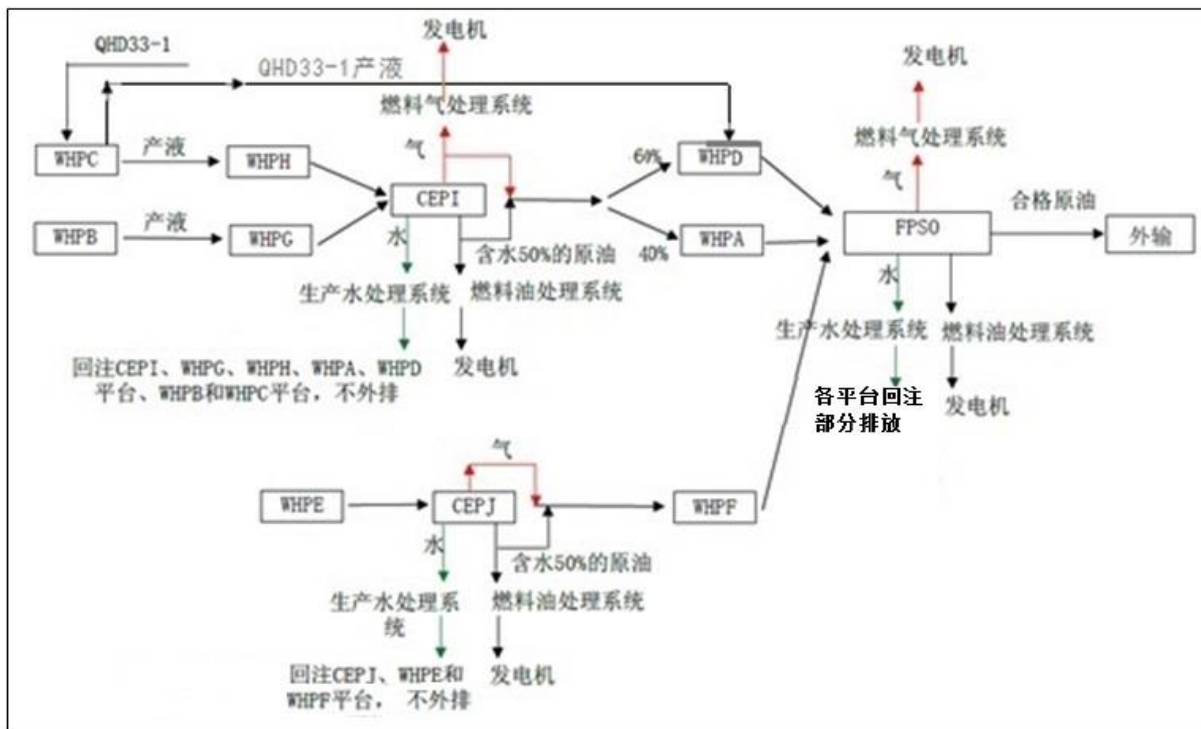 发电机
QHD33-1
QHD33-1产液
燃料气处理系统
发电机
燃料气处理系统
WHPC
产液
WHPH
气
60%
WHPD
气
CEPI
合格原油
WHPB
产液
WHPG
水
含水50%的原油
40%
WHPA
FPSO
外输
水
生产水处理系统
燃料油处理系统
生产水处理系统
燃料油处理系统
回注CEPI、WHPG、WHPH、WHPA、WHPD
平台、WHPB和WHPC平台，不外排
发电机
各平台回注
部分排放
发电机
气
WHPE
CEPJ
WHPF
水
含水50%的原油
生产水处理系
统
燃料油处理系统
回注CEPJ、WHPE和
WHPF平台， 不外排
发电机